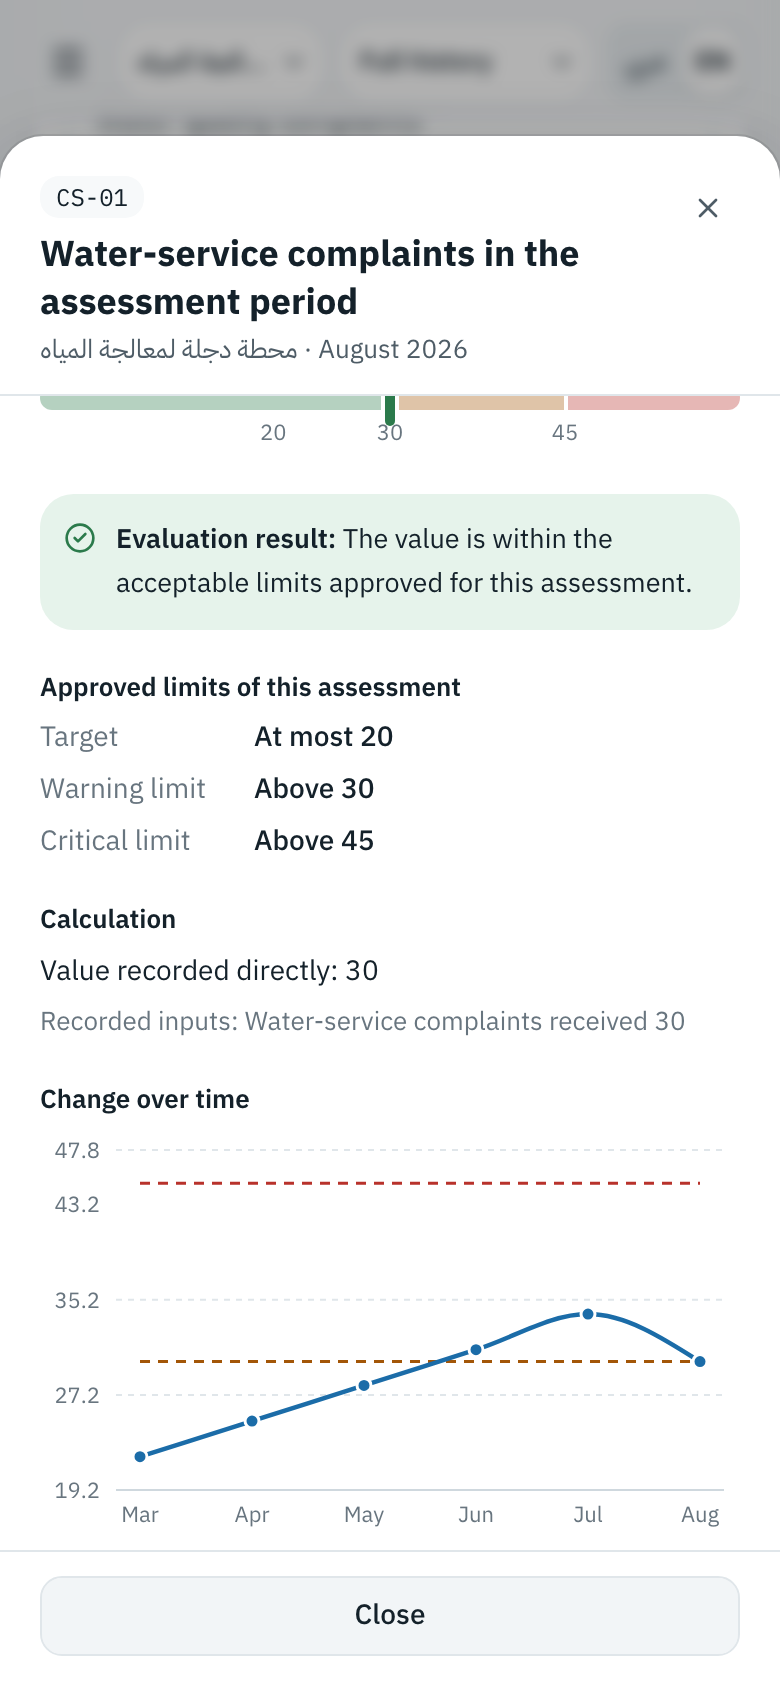 Full history
CS-01
Water-service complaints in the
assessment period
محطة دجلة لمعالجة المياه · August 2026
20 30 45
Evaluation result: The value is within the
acceptable limits approved for this assessment.
Approved limits of this assessment
Target At most 20
Warning limit Above 30
Critical limit Above 45
Calculation
Value recorded directly: 30
Recorded inputs: Water-service complaints received 30
Change over time
47.8
43.2
35.2
27.2
19.2
Mar Apr May Jun Jul Aug
Close